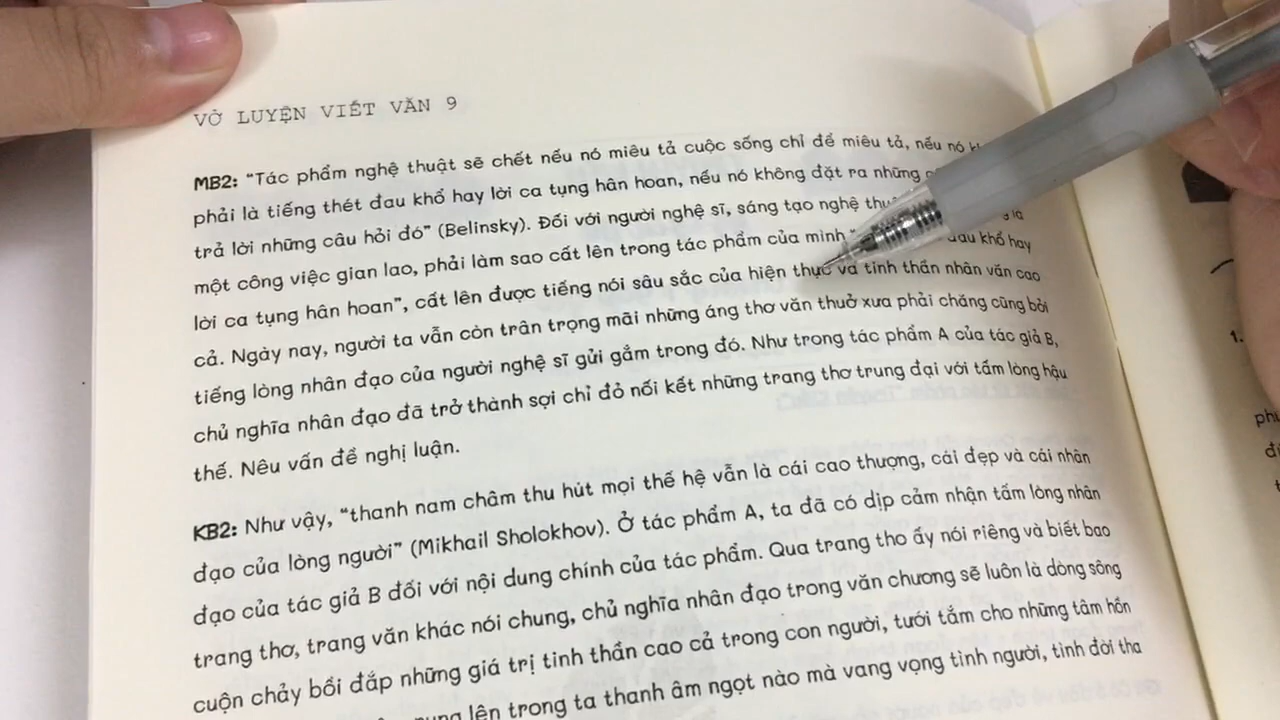 VỞ LUYỆN VIẾT VĂN 9
MB2: “Tác phẩm nghệ thuật sẽ chết nếu nó miêu tả cuộc sống chỉ để miêu tả, nếu nó
phải là tiếng thét đau khổ hay lời ca tụng hân hoan, nếu nó không đặt ra những
trả lời những câu hỏi đó” (Belinsky). Đối với người nghệ sĩ, sáng tạo nghệ là
một công việc gian lao, phải làm sao cất lên trong tác phẩm của mình khổ hay
lời ca tụng hân hoan”, cất lên được tiếng nói sâu sắc của hiện thực và tinh thần nhân văn cao
cả. Ngày nay, người ta vẫn còn trân trọng mãi những áng thơ văn thuở xưa phải chăng cũng bởi
tiếng lòng nhân đạo của người nghệ sĩ gửi gắm trong đó. Như trong tác phẩm A của tác giả B,
chủ nghĩa nhân đạo đã trở thành sợi chỉ đỏ nối kết những trang thơ trung đại với tấm lòng hậu
thế. Nêu vấn đề nghị luận.
KB2: Như vậy, “thanh nam châm thu hút mọi thế hệ vẫn là cái cao thượng, cái đẹp và cái nhân
đạo của lòng người” (Mikhail Sholokhov). Ở tác phẩm A, ta đã có dịp cảm nhận tấm lòng nhân
đạo của tác giả B đối với nội dung chính của tác phẩm. Qua trang tho ấy nói riêng và biết bao
trang thơ, trang văn khác nói chung, chủ nghĩa nhân đạo trong văn chương sẽ luôn là dòng sông
cuộn chảy bồi đắp những giá trị tinh thần cao cả trong con người, tưới tắm cho những tâm hồn
lên trong ta thanh âm ngọt nào mà vang vọng tình người, tình đời tha
1.